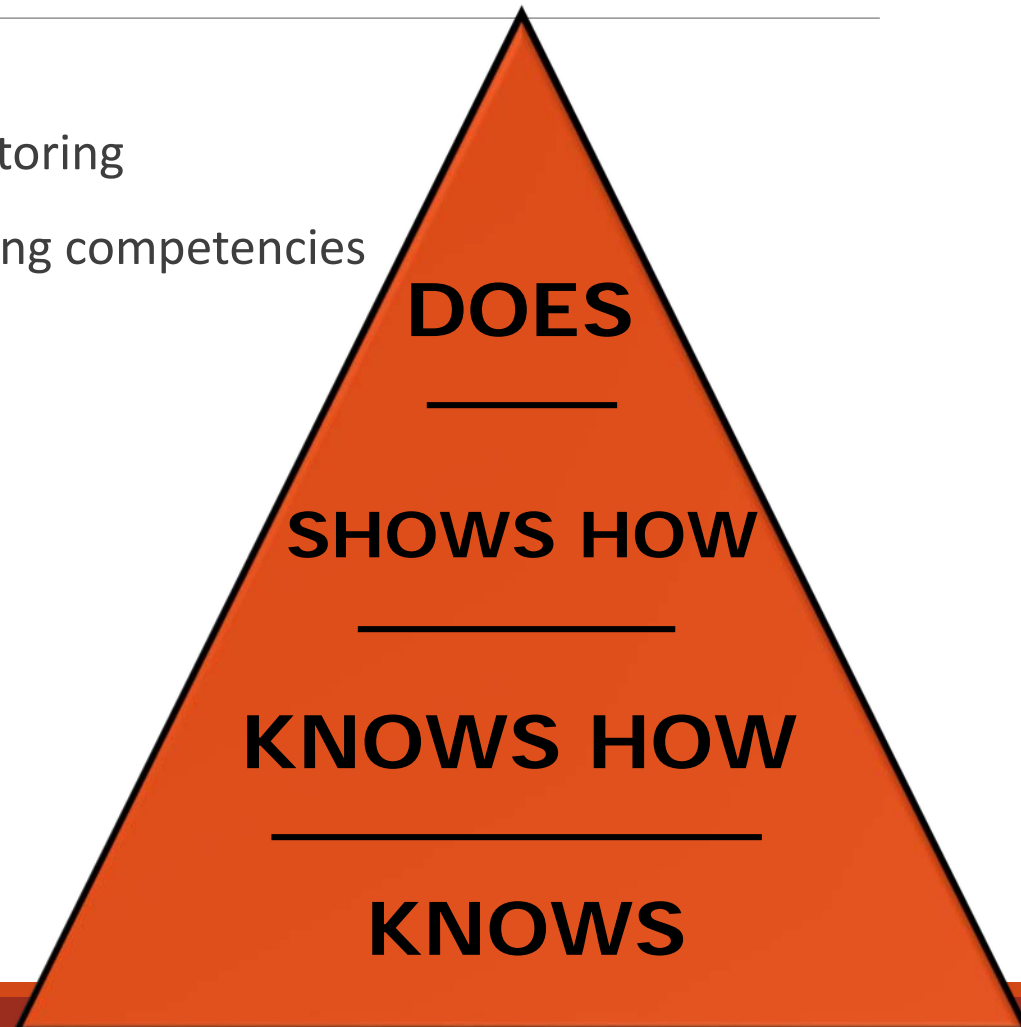 toring
ng competencies
DOES
SHOWS HOW
KNOWS HOW
KNOWS